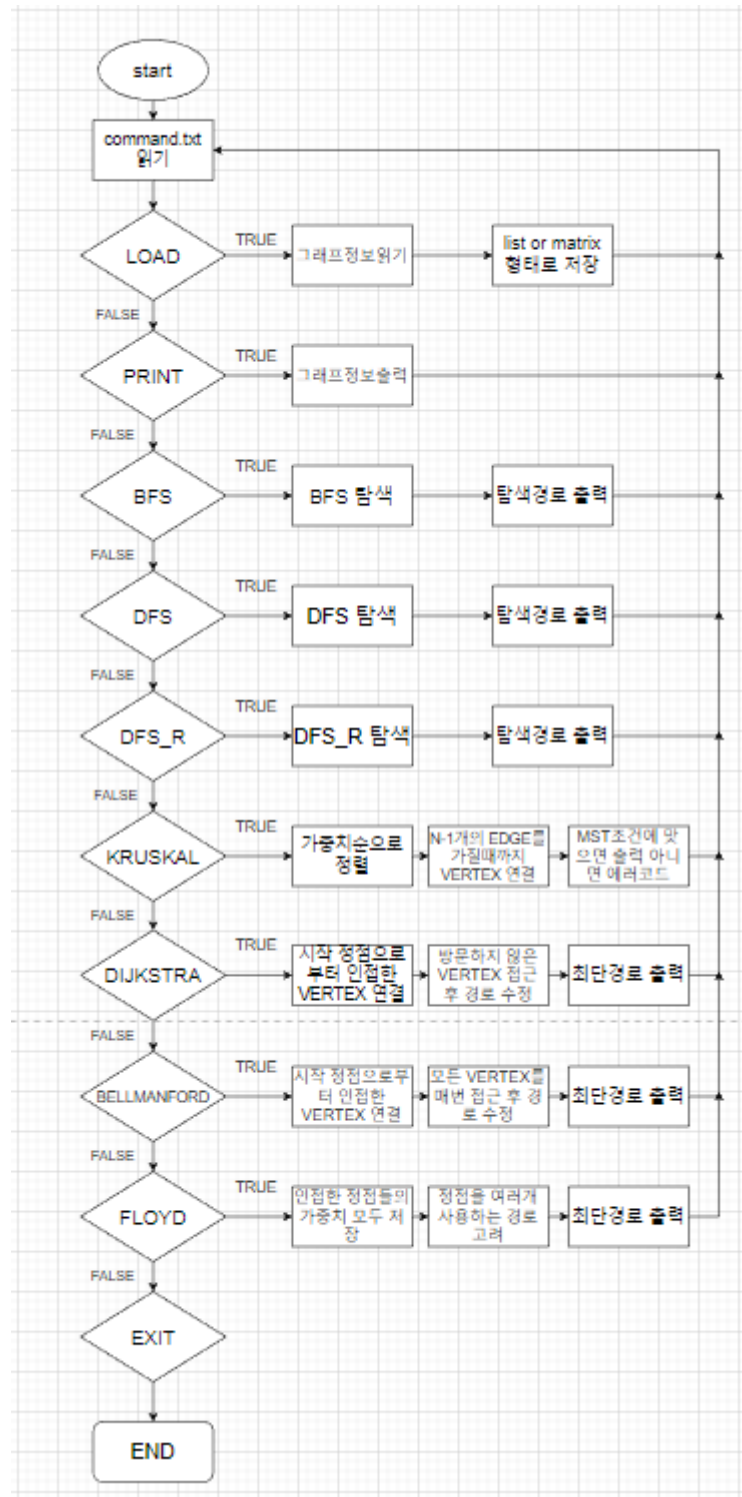 start
command.txt
읽기
LOAD
TRUE
그래프정보읽기
list or matrix
형태로 저장
FALSE
PRINT
TRUE
그래프정보출력
FALSE
BFS
TRUE
BFS 탐색
탐색경로 출력
FALSE
DFS
TRUE
DFS 탐색
탐색경로 출력
FALSE
DFS_R
TRUE
DFS_R 탐색
탐색경로 출력
FALSE
KRUSKAL
TRUE
가중치순으로
정렬
N-1개의 EDGE를
가질때까지
VERTEX 연결
MST조건에 맞
으면 출력 아니
면 에러코드
FALSE
DIJKSTRA
TRUE
시작 정점으로
부터 인접한
VERTEX 연결
방문하지 않은
VERTEX 접근
후 경로 수정
최단경로 출력
FALSE
BELLMANFORD
TRUE
시작 정점으로부
터 인접한
VERTEX 연결
모든 VERTEX를
매번 접근 후 경
로 수정
최단경로 출력
FALSE
FLOYD
TRUE
인접한 정점들의
가중치 모두 저
장
정점을 여러개
사용하는 경로
고려
최단경로 출력
FALSE
EXIT
END